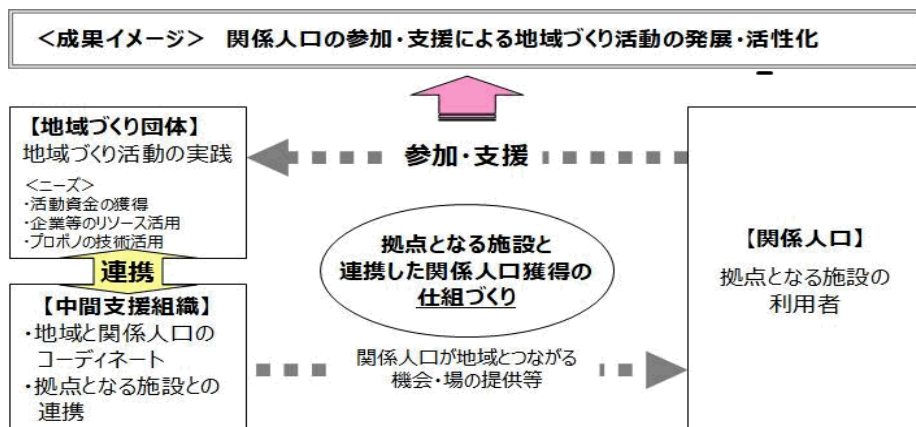 <成果イメージ> 関係人口の参加・支援による地域づくり活動の発展・活性化
【地域づくり団体】
地域づくり活動の実践
<ニーズ>
・活動資金の獲得
・企業等のリソース活用
・プロボノの技術活用
連携
【中間支援組織】
・地域と関係人口の
コーディネート
・拠点となる施設との
連携
参加・支援
拠点となる施設と
連携した関係人口獲得の
仕組づくり
関係人口が地域とつながる
機会・場の提供等
【関係人口】
拠点となる施設の
利用者